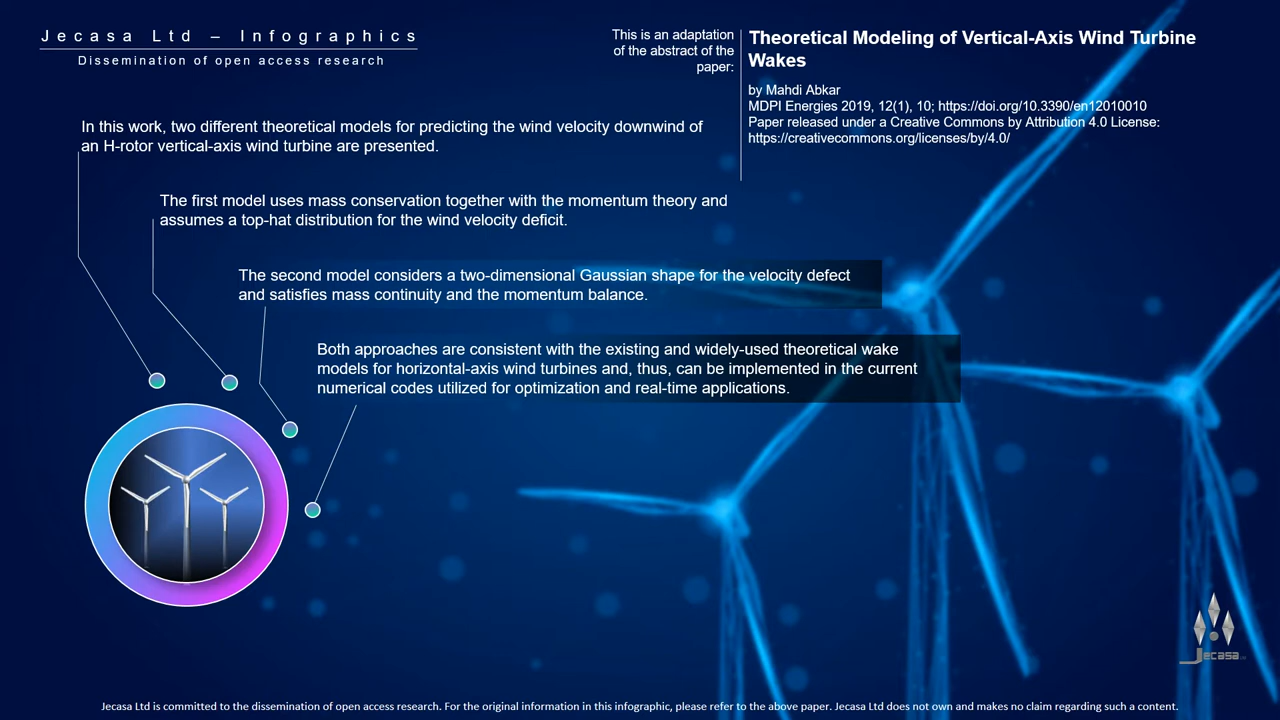 Jecasa Ltd – Infographics
Dissemination of open access research
This is an adaptation
of the abstract of the
paper:
Theoretical Modeling of Vertical-Axis Wind Turbine
Wakes
by Mahdi Abkar
MDPI Energies 2019, 12(1), 10; https://doi.org/10.3390/en12010010
Paper released under a Creative Commons by Attribution 4.0 License:
https://creativecommons.org/licenses/by/4.0/
In this work, two different theoretical models for predicting the wind velocity downwind of
an H-rotor vertical-axis wind turbine are presented.
The first model uses mass conservation together with the momentum theory and
assumes a top-hat distribution for the wind velocity deficit.
The second model considers a two-dimensional Gaussian shape for the velocity defect
and satisfies mass continuity and the momentum balance.
Both approaches are consistent with the existing and widely-used theoretical wake
models for horizontal-axis wind turbines and, thus, can be implemented in the current
numerical codes utilized for optimization and real-time applications.
Jecasa
Jecasa Ltd is committed to the dissemination of open access research. For the original information in this infographic, please refer to the above paper. Jecasa Ltd does not own and makes no claim regarding such a content.